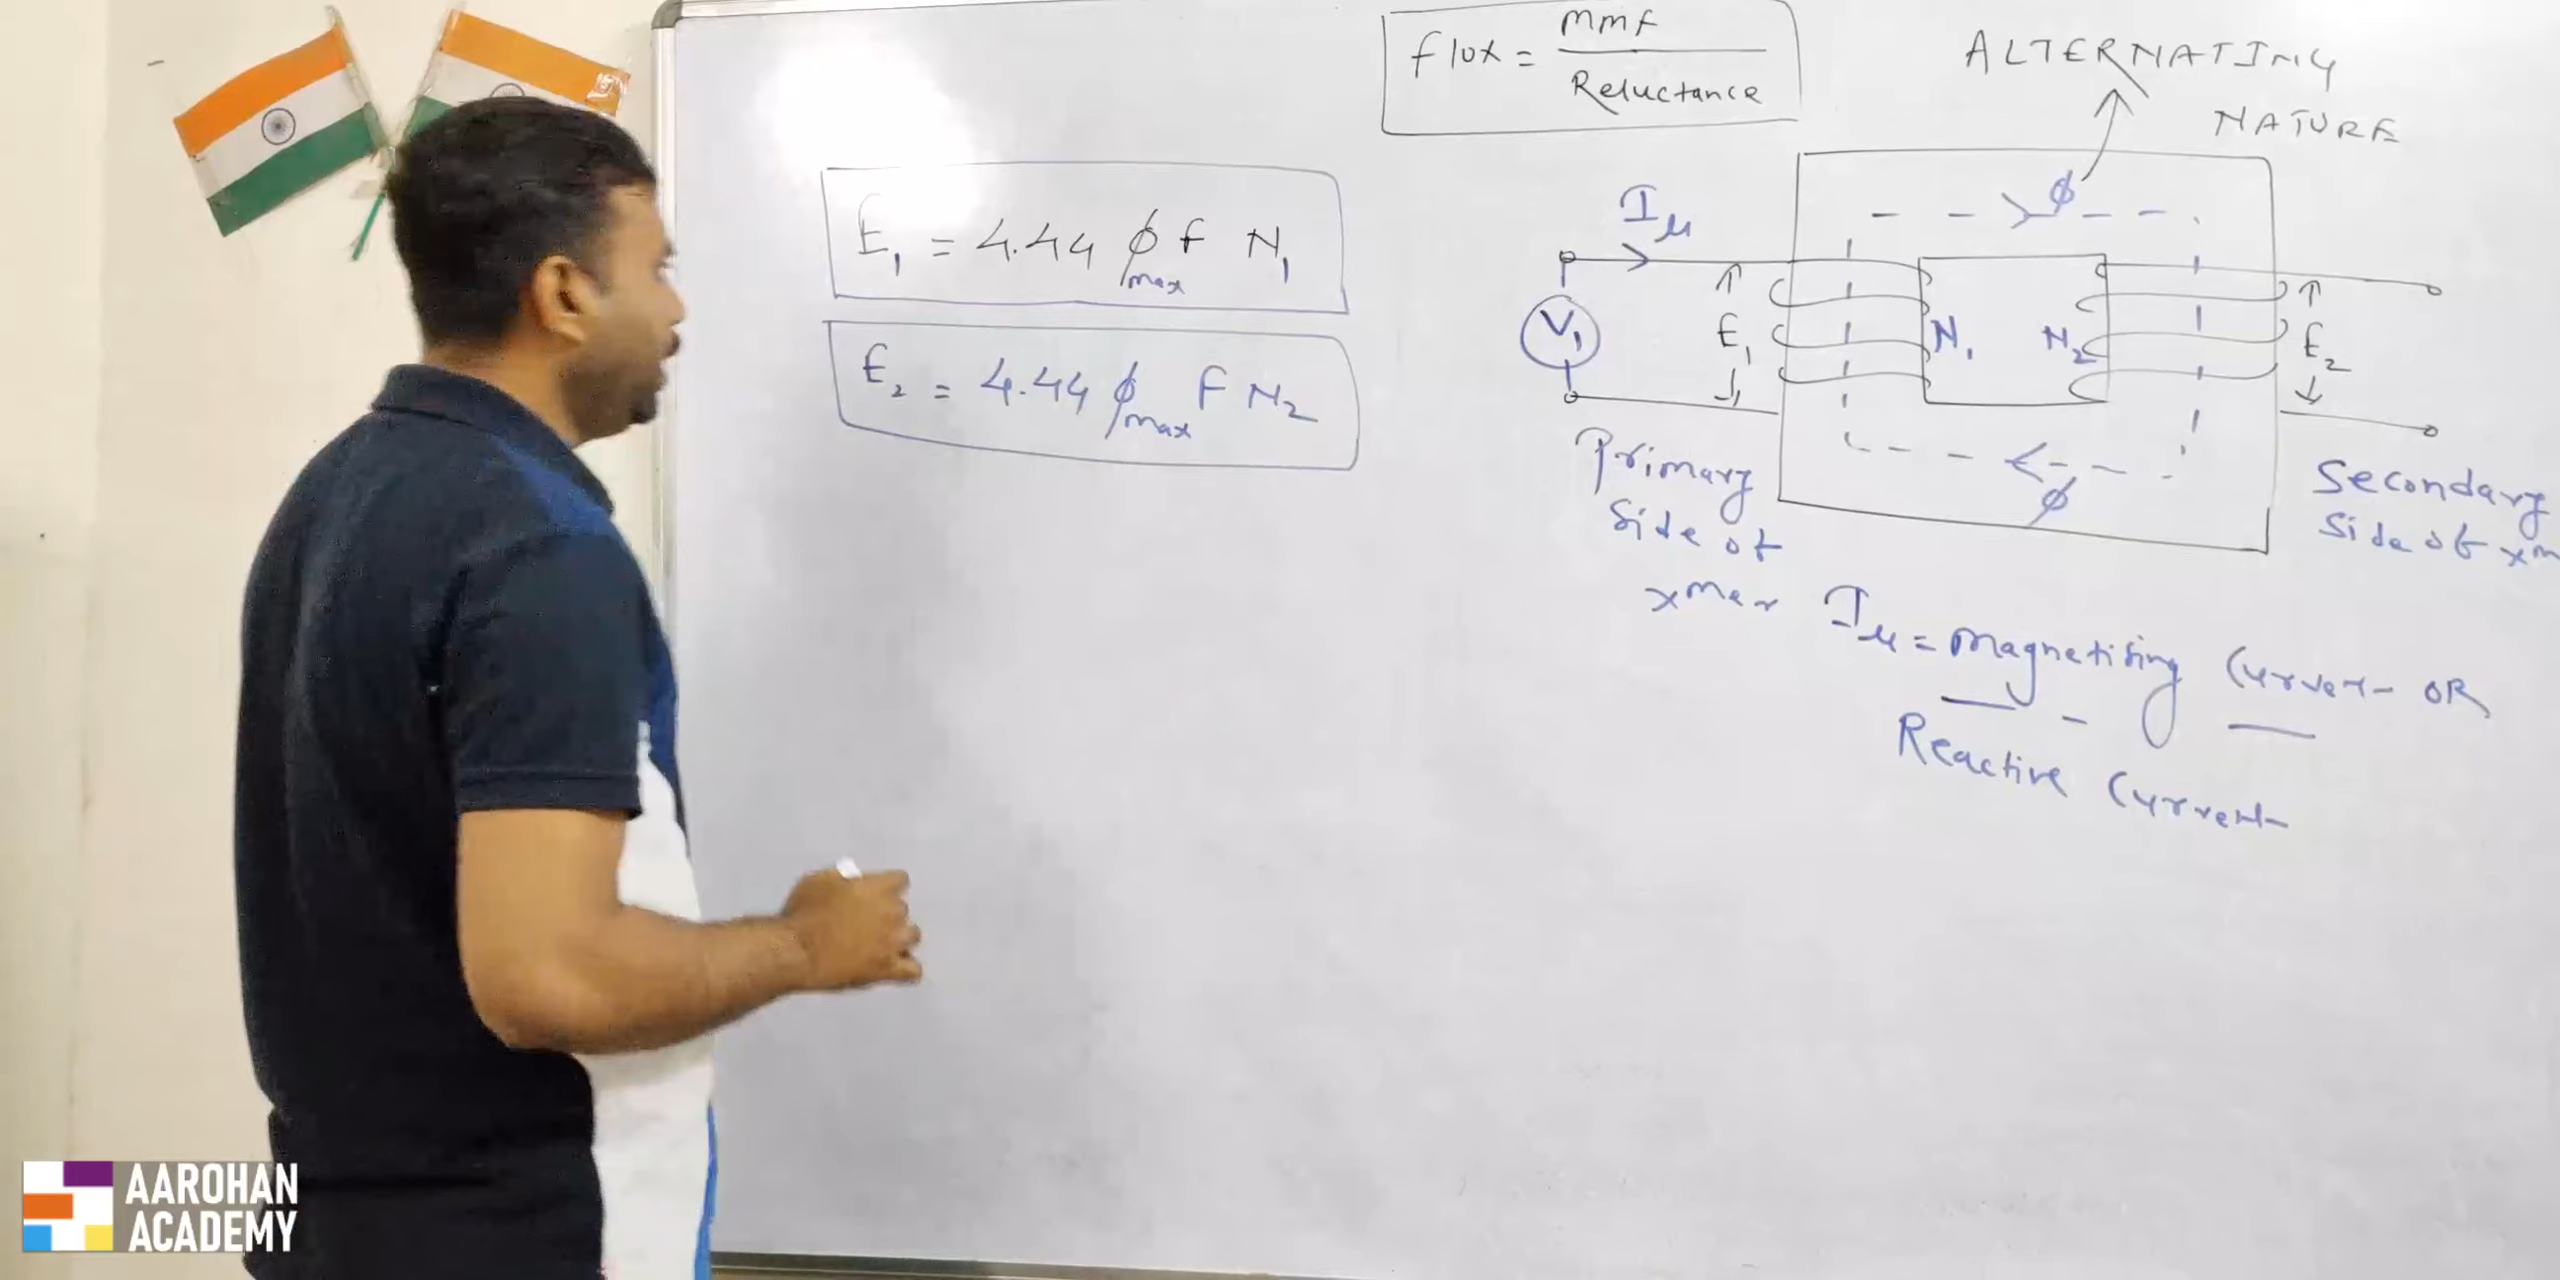 flux = mmf / Reluctance
ALTERNATING
NATURE
E₁ = 4.44 ϕmax f N₁
E₂ = 4.44 ϕmax F N₂
Iμ
ϕ
V₁
E₁
N₁
N₂
E₂
ϕ
Primary
Side of
xmer
Secondary
Side of xm
Iμ = Magnetising Current OR
Reactive Current
AAROHAN
ACADEMY